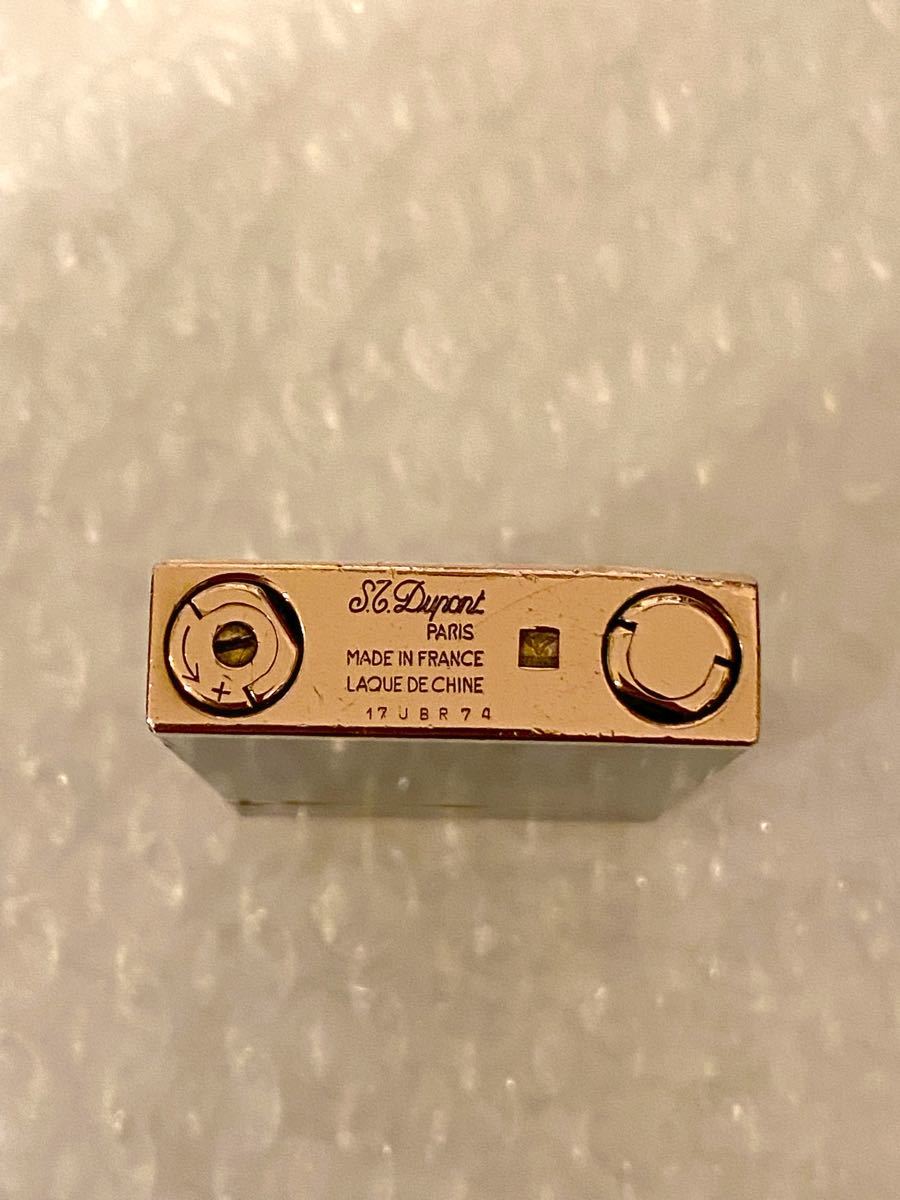 S.T. Dupont
PARIS
MADE IN FRANCE
LAQUE DE CHINE
17UBR74
+